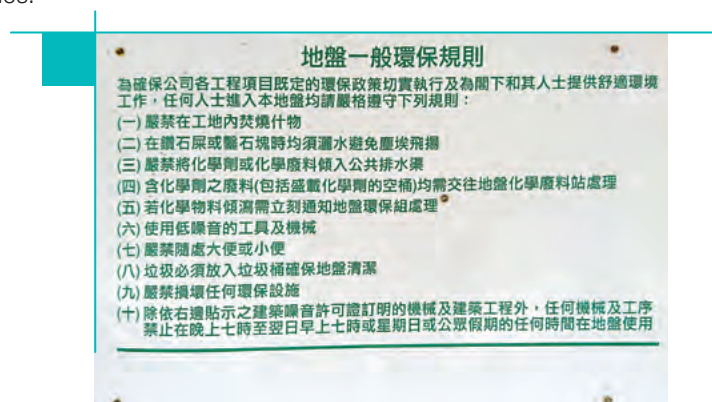 地盤一般環保規則
為確保公司各工程項目既定的環保政策切實執行及為閣下和其人士提供舒適環境
工作，任何人士進入本地盤均請嚴格遵守下列規則：
(一) 嚴禁在工地內焚燒什物
(二) 在鑽石屎或鑿石塊時均須灑水避免塵埃飛揚
(三) 嚴禁將化學劑或化學廢料傾入公共排水渠
(四) 含化學劑之廢料(包括盛載化學劑的空桶)均需交往地盤化學廢料站處理
(五) 若化學物料傾瀉需立刻通知地盤環保組處理
(六) 使用低噪音的工具及機械
(七) 嚴禁隨處大便或小便
(八) 垃圾必須放入垃圾桶確保地盤清潔
(九) 嚴禁損壞任何環保設施
(十) 除依右邊貼示之建築噪音許可證訂明的機械及建築工程外，任何機械及工序
禁止在晚上七時至翌日早上七時或星期日或公眾假期的任何時間在地盤使用